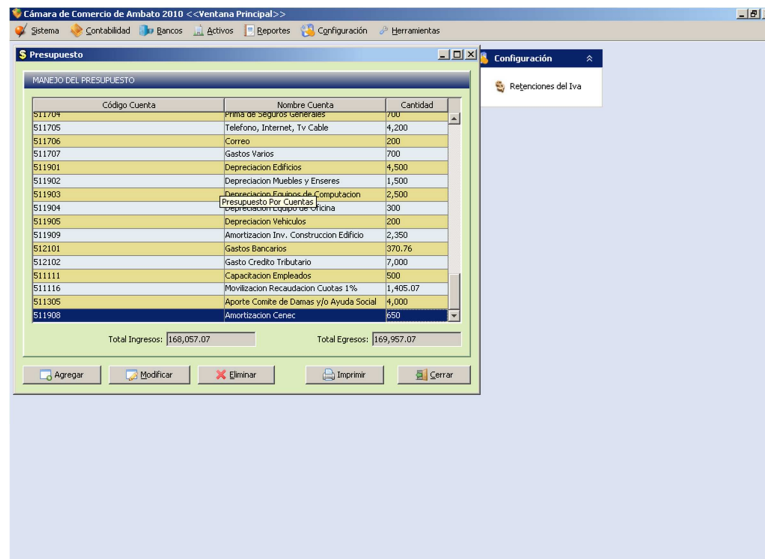 Cámara de Comercio de Ambato 2010 <<Ventana Principal>>
Sistema Contabilidad Bancos Activos Reportes Configuración Herramientas
$ Presupuesto
Configuración
MANEJO DEL PRESUPUESTO
Retenciones del Iva
Código Cuenta Nombre Cuenta Cantidad
511704 Prima de Seguros Generales 700
511705 Telefono, Internet, Tv Cable 4,200
511706 Correo 200
511707 Gastos Varios 700
511901 Depreciacion Edificios 4,500
511902 Depreciacion Muebles y Enseres 1,500
511903 Depreciacion Equipos de Computacion 2,500
Presupuesto Por Cuentas
511904 Depreciacion Equipo de Oficina 300
511905 Depreciacion Vehiculos 200
511909 Amortizacion Inv. Construccion Edificio 2,350
512101 Gastos Bancarios 370.76
512102 Gasto Credito Tributario 7,000
511111 Capacitacion Empleados 500
511116 Movilizacion Recaudacion Cuotas 1% 1,405.07
511305 Aporte Comite de Damas y/o Ayuda Social 4,000
511908 Amortizacion Cenec 650
Total Ingresos: 168,057.07 Total Egresos: 169,957.07
Agregar Modificar Eliminar Imprimir Cerrar